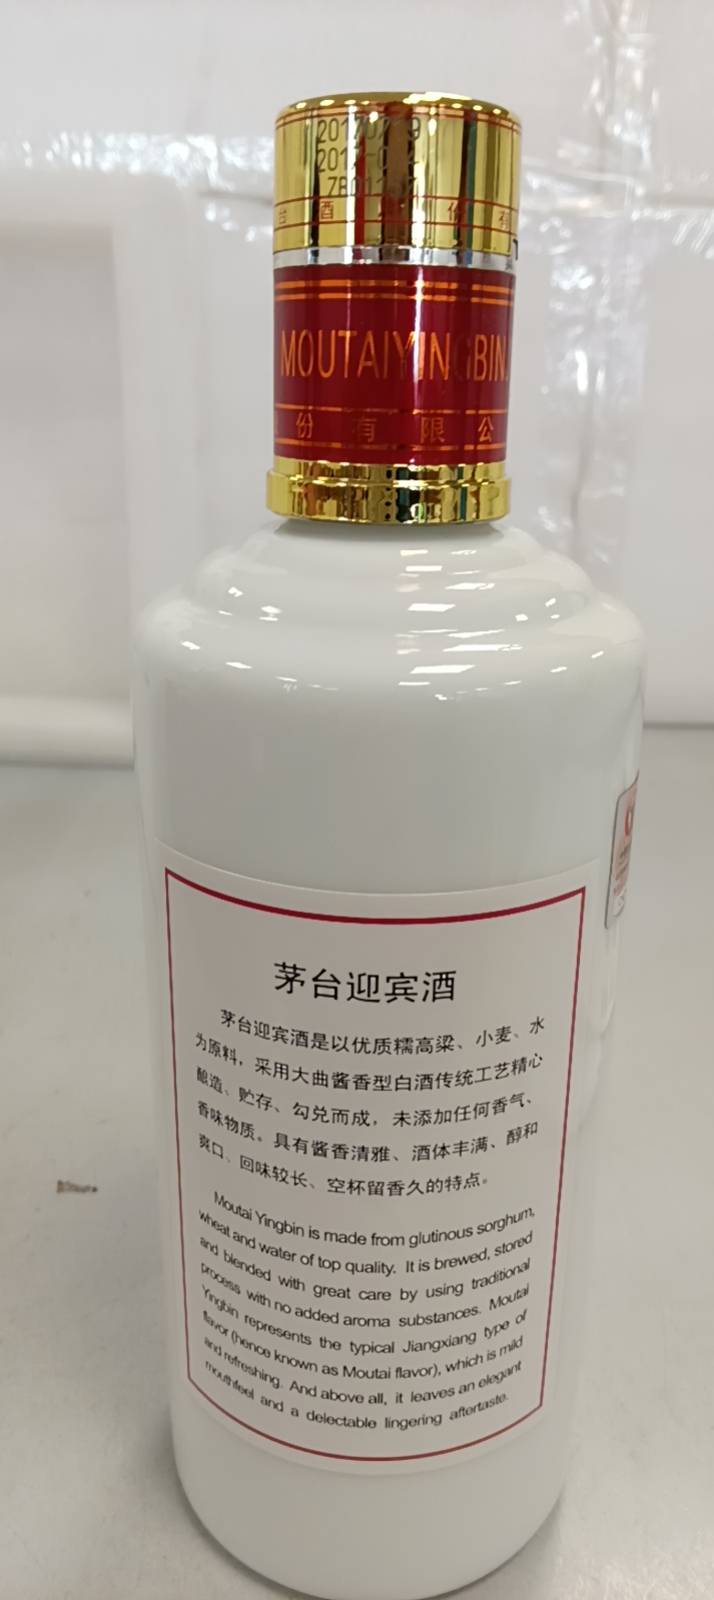 台酒 份有
MOUTAIYINGBIN
份有限公
茅台迎宾酒
茅台迎宾酒是以优质糯高粱、小麦、水
为原料，采用大曲酱香型白酒传统工艺精心
酿造、贮存、勾兑而成，未添加任何香气、
香味物质。具有酱香清雅、酒体丰满、醇和
爽口、回味较长、空杯留香久的特点。
Moutai Yingbin is made from glutinous sorghum,
wheat and water of top quality. It is brewed, stored
and blended with great care by using traditional
process with no added aroma substances. Moutai
Yingbin represents the typical Jiangxiang type of
flavor (hence known as Moutai flavor), which is mild
and refreshing. And above all, it leaves an elegant
mouthfeel and a delectable lingering aftertaste.